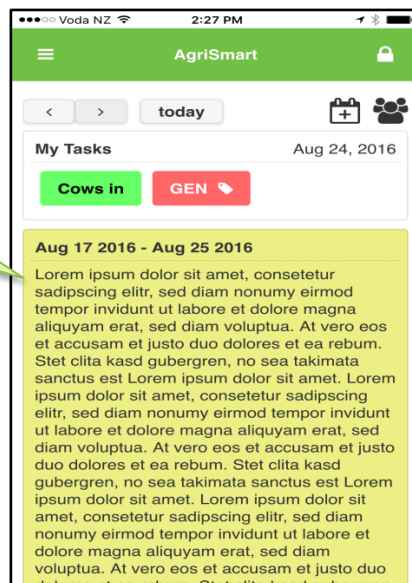 Voda NZ 2:27 PM
AgriSmart
< > today
My Tasks Aug 24, 2016
Cows in GEN
Aug 17 2016 - Aug 25 2016
Lorem ipsum dolor sit amet, consetetur
sadipscing elitr, sed diam nonumy eirmod
tempor invidunt ut labore et dolore magna
aliquyam erat, sed diam voluptua. At vero eos
et accusam et justo duo dolores et ea rebum.
Stet clita kasd gubergren, no sea takimata
sanctus est Lorem ipsum dolor sit amet. Lorem
ipsum dolor sit amet, consetetur sadipscing
elitr, sed diam nonumy eirmod tempor invidunt
ut labore et dolore magna aliquyam erat, sed
diam voluptua. At vero eos et accusam et justo
duo dolores et ea rebum. Stet clita kasd
gubergren, no sea takimata sanctus est Lorem
ipsum dolor sit amet. Lorem ipsum dolor sit
amet, consetetur sadipscing elitr, sed diam
nonumy eirmod tempor invidunt ut labore et
dolore magna aliquyam erat, sed diam
voluptua. At vero eos et accusam et justo duo